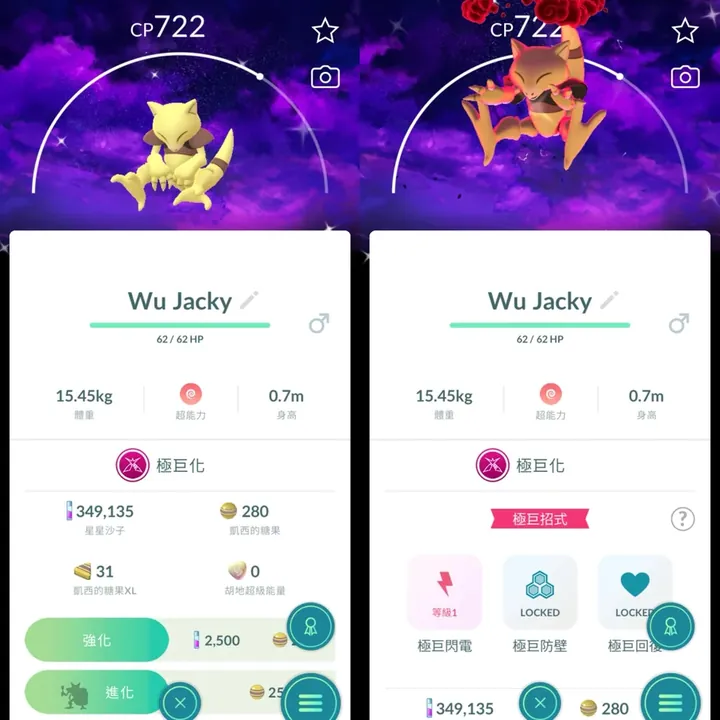 CP722
Wu Jacky
62 / 62 HP
15.45kg
體重
超能力
0.7m
身高
極巨化
349,135
星星沙子
280
凱西的糖果
31
凱西的糖果XL
0
胡地超級能量
強化
2,500
進化
25
CP722
Wu Jacky
62 / 62 HP
15.45kg
體重
超能力
0.7m
身高
極巨化
極巨招式
?
等級1
LOCKED
LOCKED
極巨閃電
極巨防壁
極巨回復
349,135
280